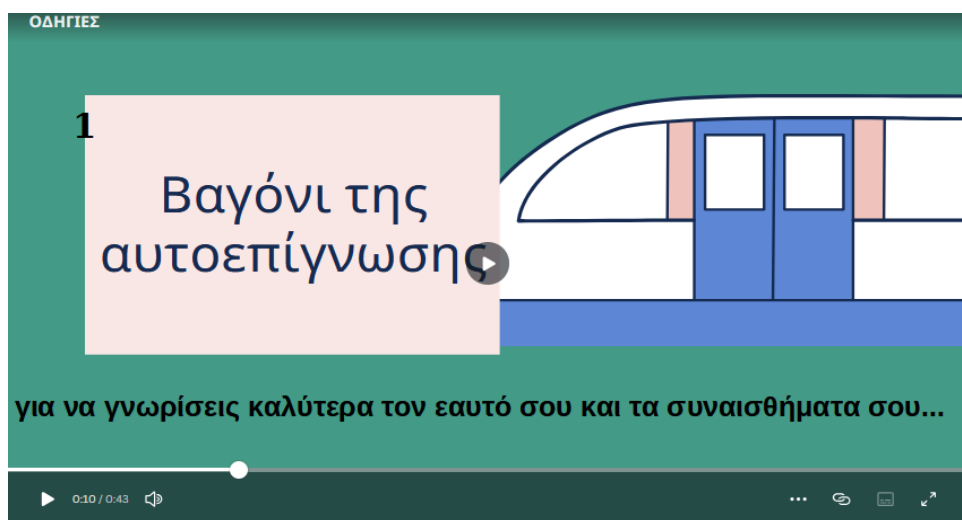 ΟΔΗΓΙΕΣ
1
Βαγόνι της
αυτοεπίγνωσης
για να γνωρίσεις καλύτερα τον εαυτό σου και τα συναισθήματα σου...
0:10 / 0:43